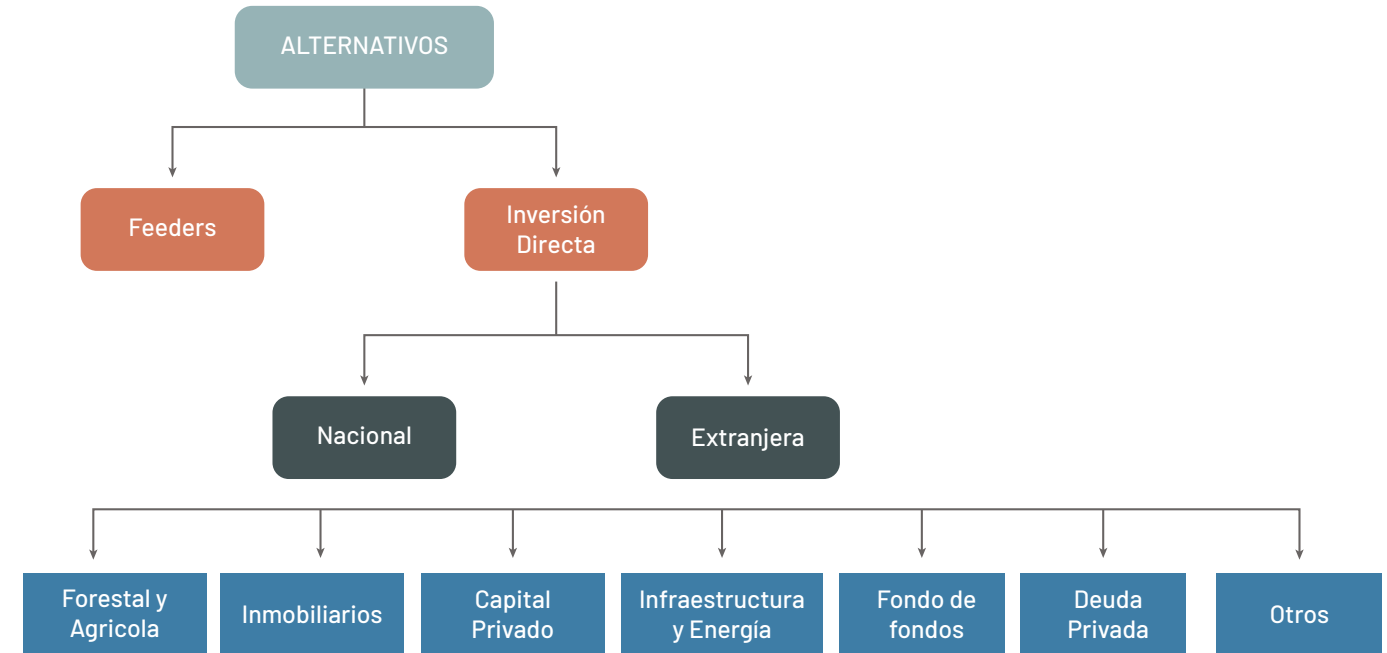 ALTERNATIVOS
Feeders
Inversión
Directa
Nacional
Extranjera
Forestal y
Agricola
Inmobiliarios
Capital
Privado
Infraestructura
y Energía
Fondo de
fondos
Deuda
Privada
Otros